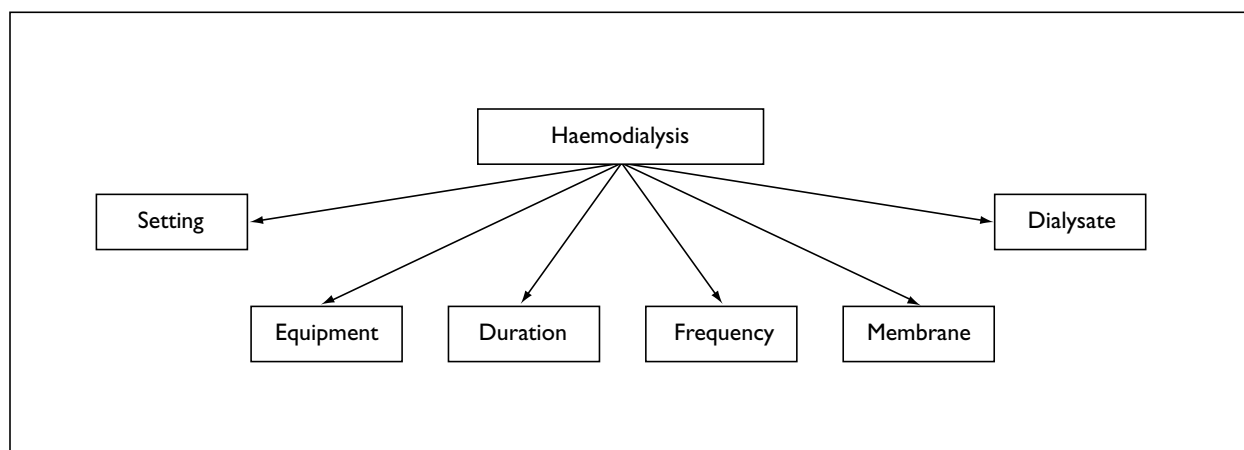 Haemodialysis
Setting
Dialysate
Equipment
Duration
Frequency
Membrane